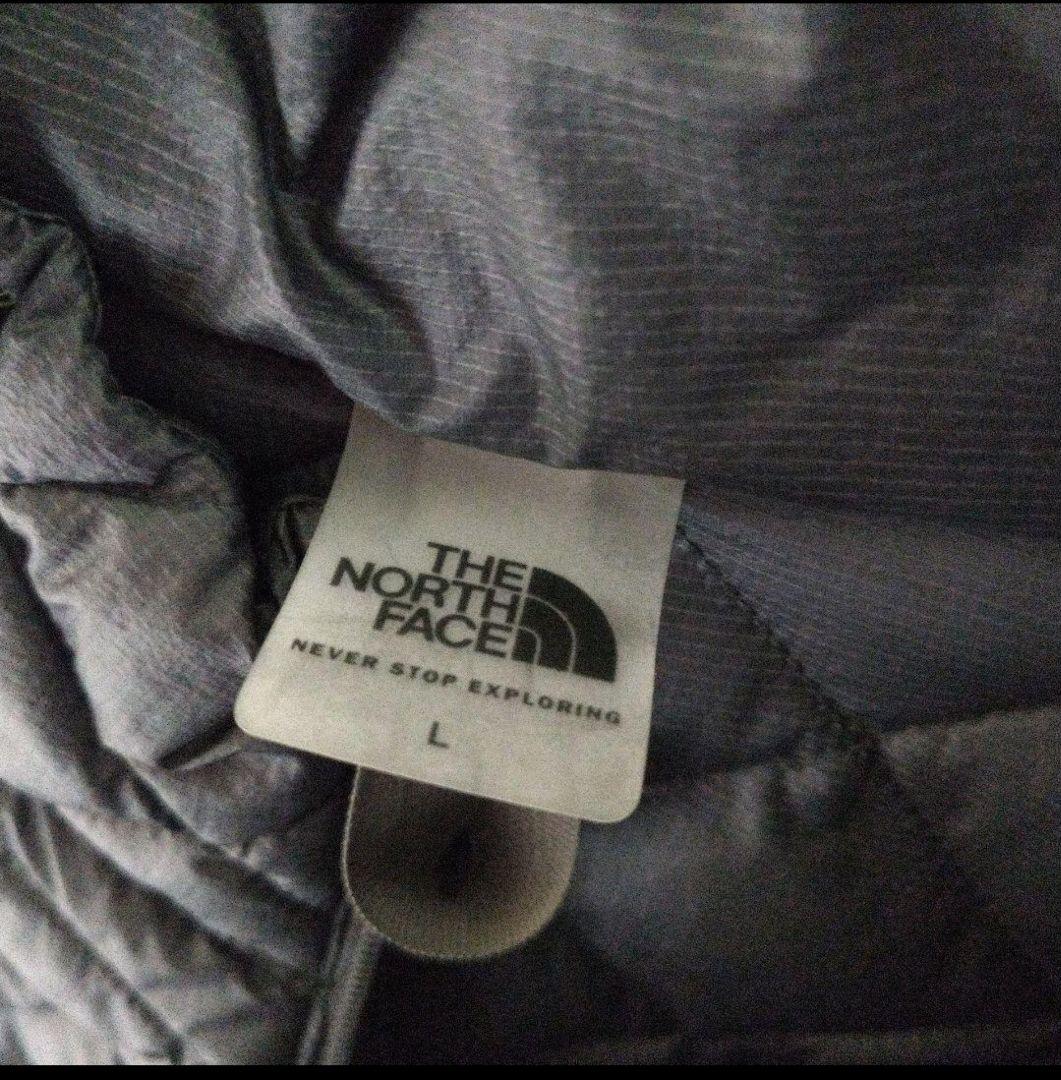 THE
NORTH
FACE
NEVER STOP EXPLORING
L